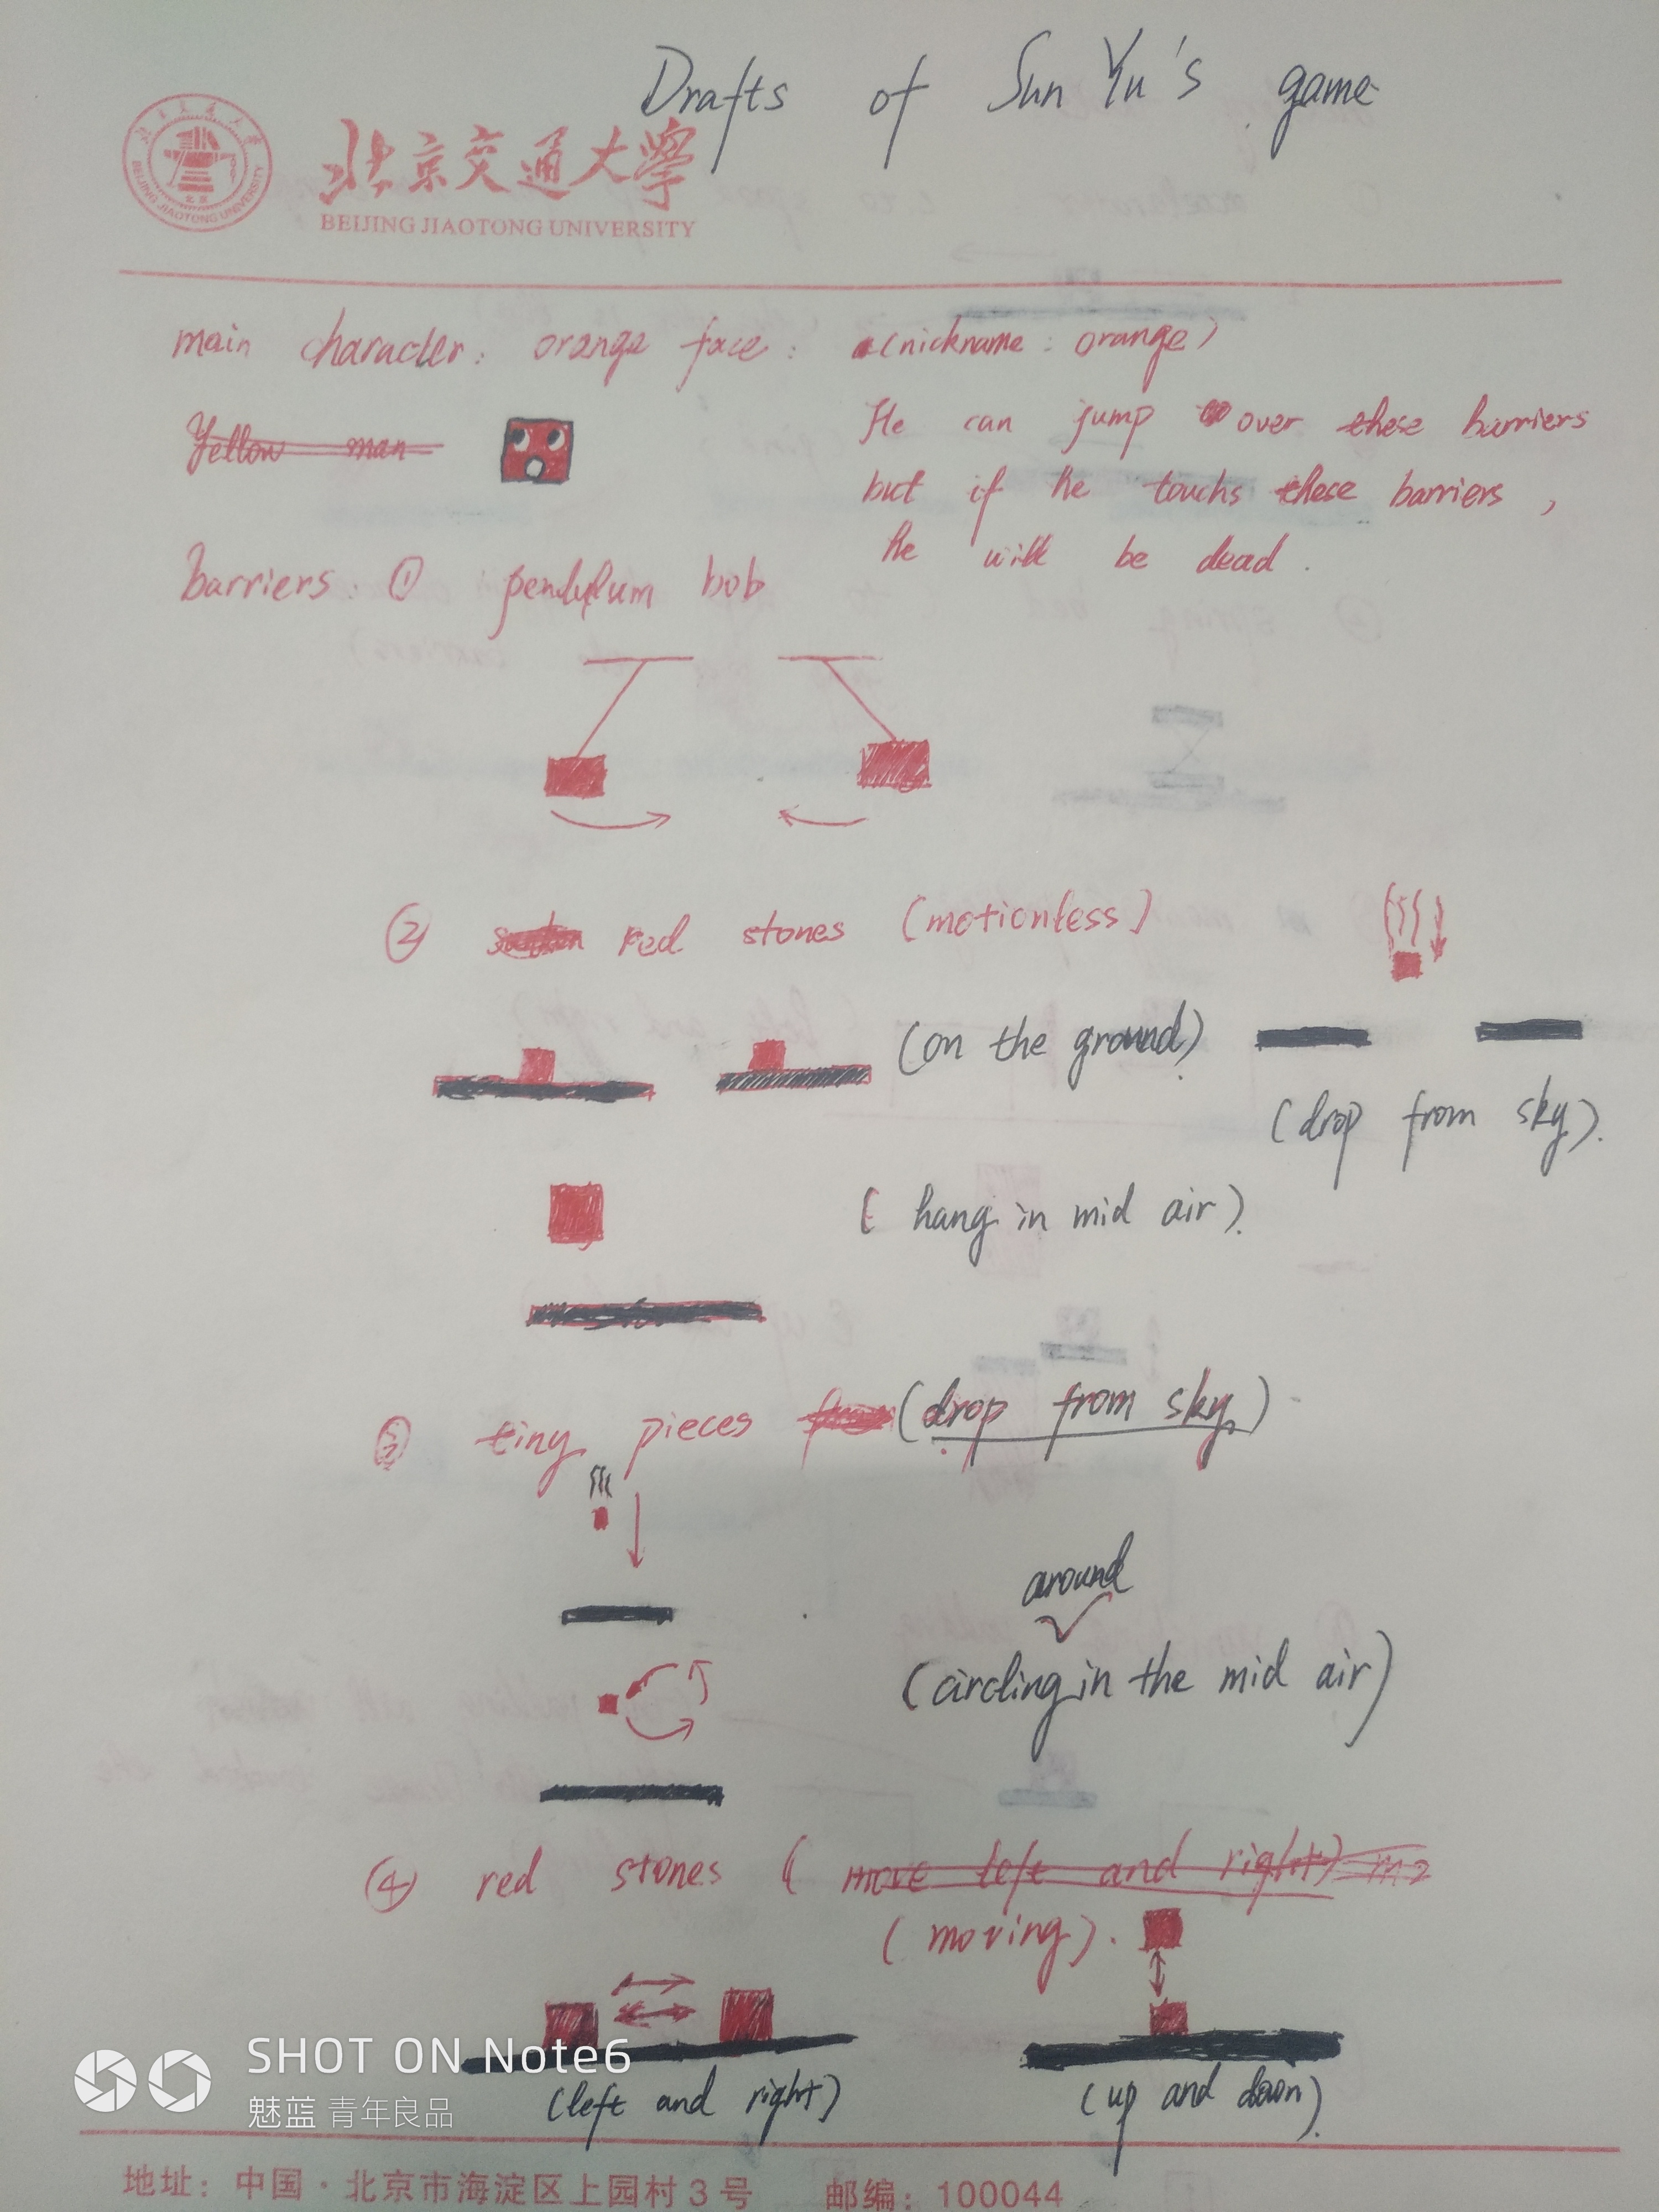 Drafts of Sun Yu's game
北京交通大學
BEIJING JIAOTONG UNIVERSITY
BEIJING JIAOTONG UNIVERSITY
北京
main character: orange face: (nickname: orange)
Yellow man
He can jump over these barriers
but if he touchs these barriers,
he will be dead.
barriers: ① pendulum bob
② red stones (motionless)
(on the ground)
(drop from sky).
(hang in mid air).
③ tiny pieces (drop from sky)
around
(circling in the mid air)
④ red stones ( move left and right)
(moving).
SHOT ON Note6
魅蓝 青年良品
(left and right)
(up and down).
地址：中国·北京市海淀区上园村3号 邮编：100044